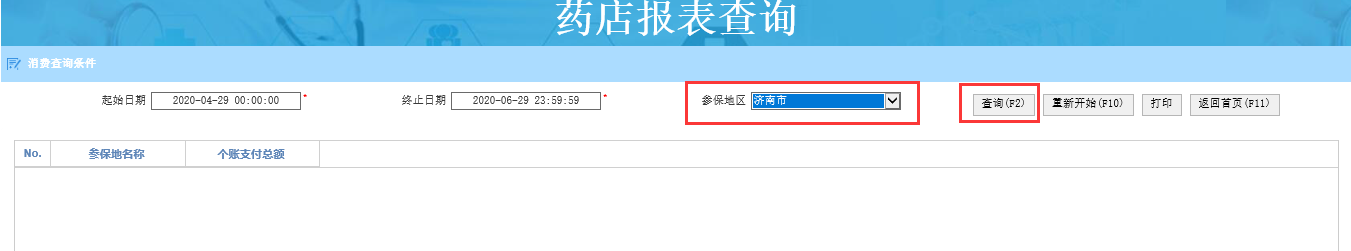 药店报表查询
消费查询条件
起始日期 2020-04-29 00:00:00 * 终止日期 2020-06-29 23:59:59 * 参保地区 济南市 查询(F2) 重新开始(F10) 打印 返回首页(F11)
No. 参保地名称 个账支付总额